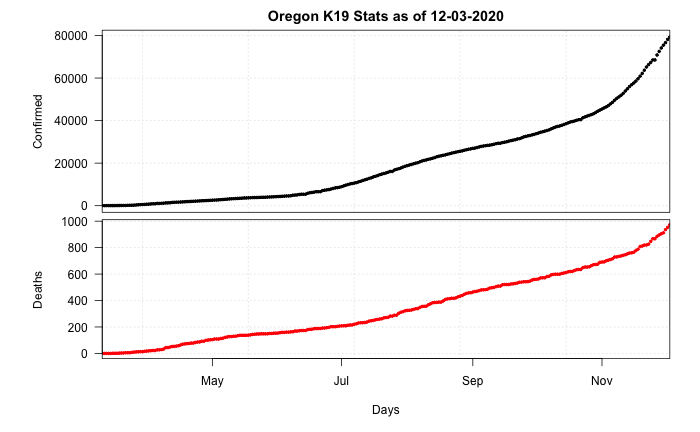 Oregon K19 Stats as of 12-03-2020
Confirmed
80000
60000
40000
20000
0
Deaths
1000
800
600
400
200
0
May Jul Sep Nov
Days